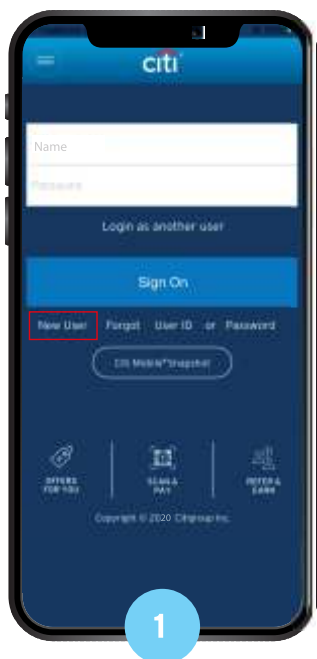 citi
Name
Password
Login as another user
Sign On
New User Forgot User ID or Password
Citi Mobile® Snapshot
OFFERS FOR YOU
SCAN & PAY
REFER & EARN
Copyright © 2020 Citigroup Inc.
1